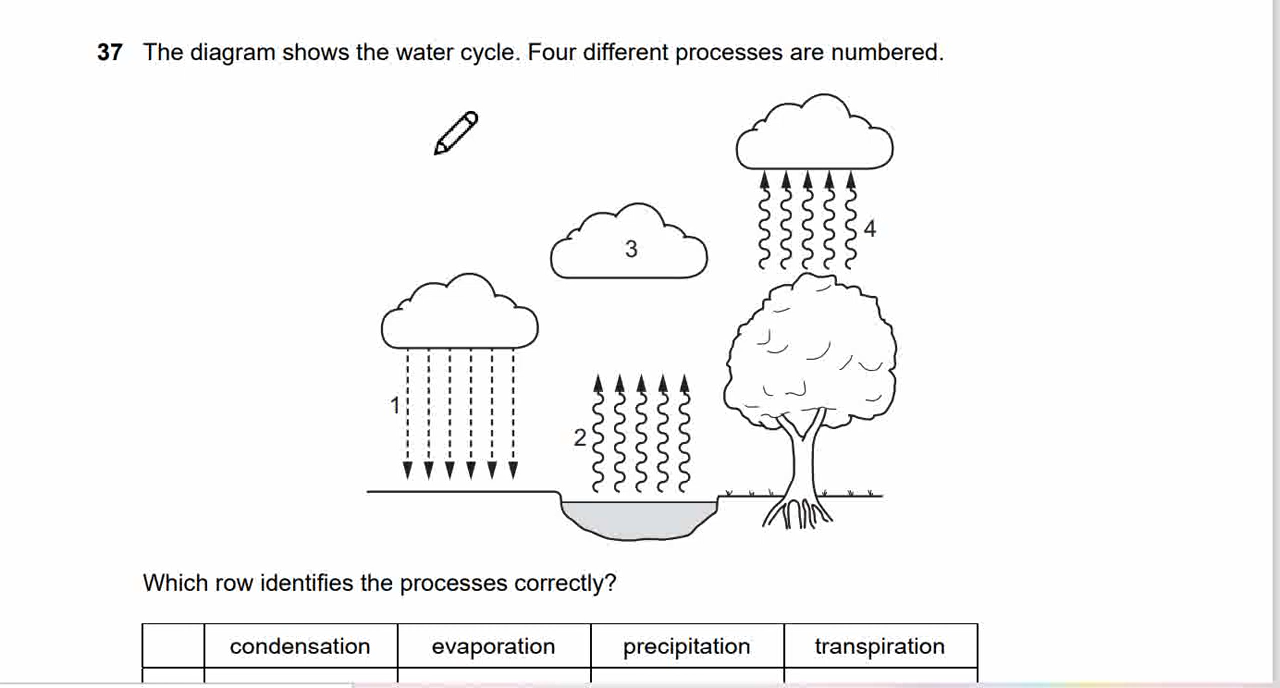 37 The diagram shows the water cycle. Four different processes are numbered.
4
3
1
2
Which row identifies the processes correctly?
condensation evaporation precipitation transpiration